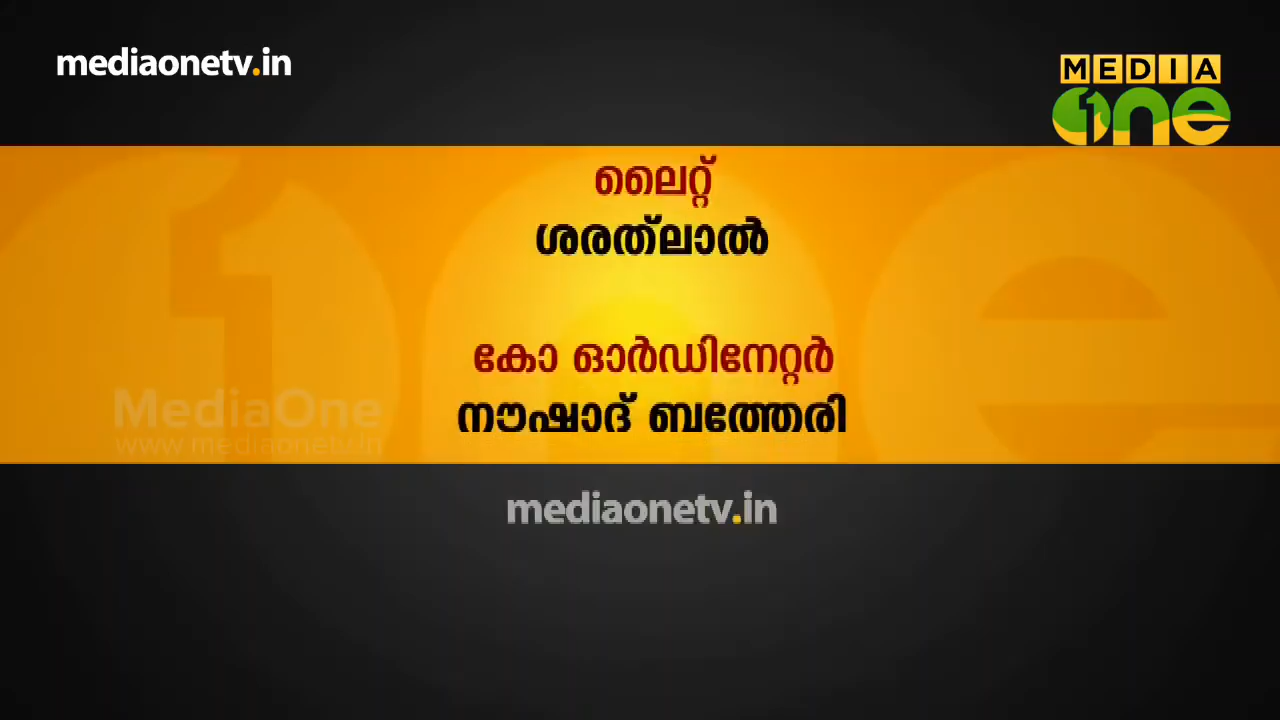 mediaonetv.in
MEDIA
one
ലൈറ്റ്
ശരത്‌ലാൽ
കോ ഓർഡിനേറ്റർ
നൗഷാദ് ബത്തേരി
MediaOne
www.mediaonetv.in
mediaonetv.in